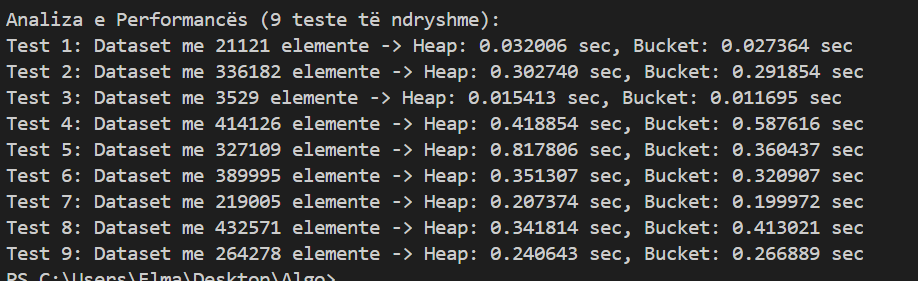 Analiza e Performancës (9 teste të ndryshme):
Test 1: Dataset me 21121 elemente -> Heap: 0.032006 sec, Bucket: 0.027364 sec
Test 2: Dataset me 336182 elemente -> Heap: 0.302740 sec, Bucket: 0.291854 sec
Test 3: Dataset me 3529 elemente -> Heap: 0.015413 sec, Bucket: 0.011695 sec
Test 4: Dataset me 414126 elemente -> Heap: 0.418854 sec, Bucket: 0.587616 sec
Test 5: Dataset me 327109 elemente -> Heap: 0.817806 sec, Bucket: 0.360437 sec
Test 6: Dataset me 389995 elemente -> Heap: 0.351307 sec, Bucket: 0.320907 sec
Test 7: Dataset me 219005 elemente -> Heap: 0.207374 sec, Bucket: 0.199972 sec
Test 8: Dataset me 432571 elemente -> Heap: 0.341814 sec, Bucket: 0.413021 sec
Test 9: Dataset me 264278 elemente -> Heap: 0.240643 sec, Bucket: 0.266889 sec
PS C:\Users\Elma\Desktop\Algo>